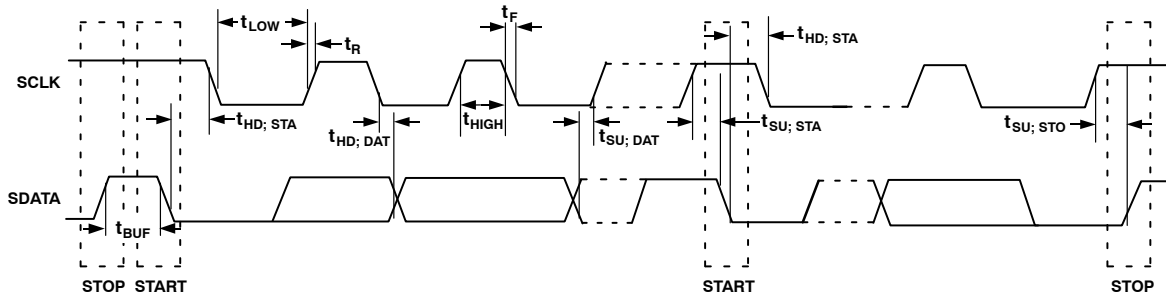 tLOW
tR
tF
tHD; STA
SCLK
tHD; STA
tHD; DAT
tHIGH
tSU; DAT
tSU; STA
tSU; STO
SDATA
tBUF
STOP START
START
STOP